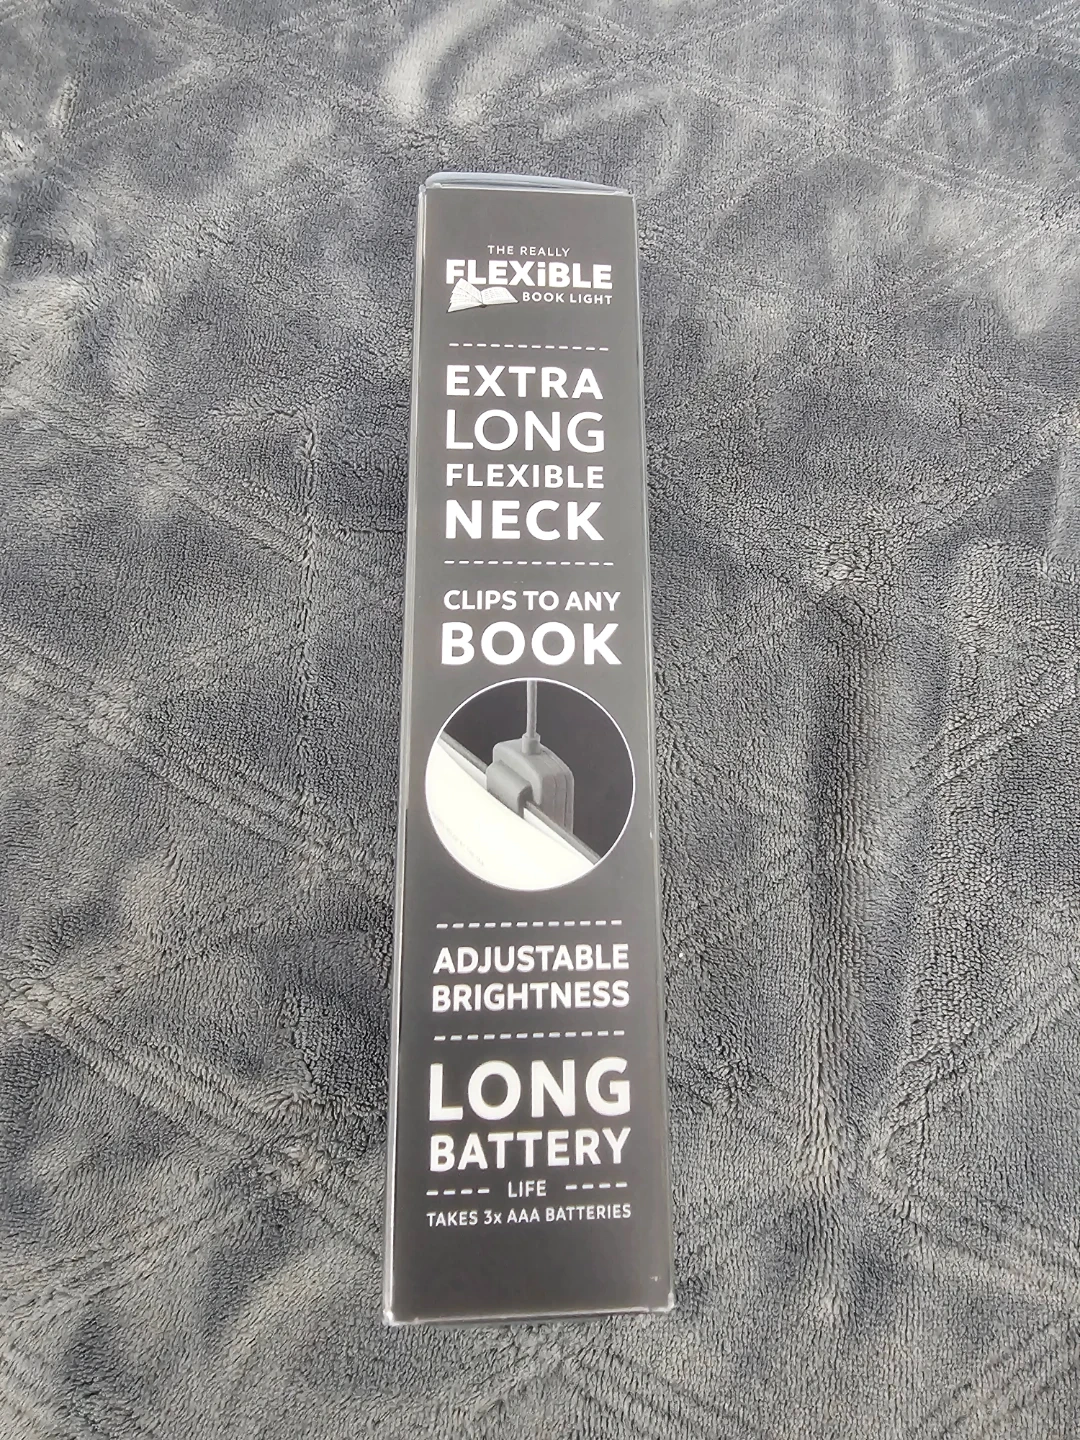 THE REALLY
FLEXiBLE
BOOK LIGHT
EXTRA
LONG
FLEXIBLE
NECK
CLIPS TO ANY
BOOK
ADJUSTABLE
BRIGHTNESS
LONG
BATTERY
LIFE
TAKES 3x AAA BATTERIES